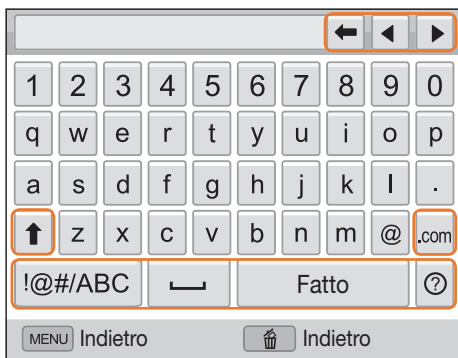 1 2 3 4 5 6 7 8 9 0
q w e r t y u i o p
a s d f g h j k l .
z x c v b n m @ .com
!@#/ABC Fatto ?
MENU Indietro Indietro